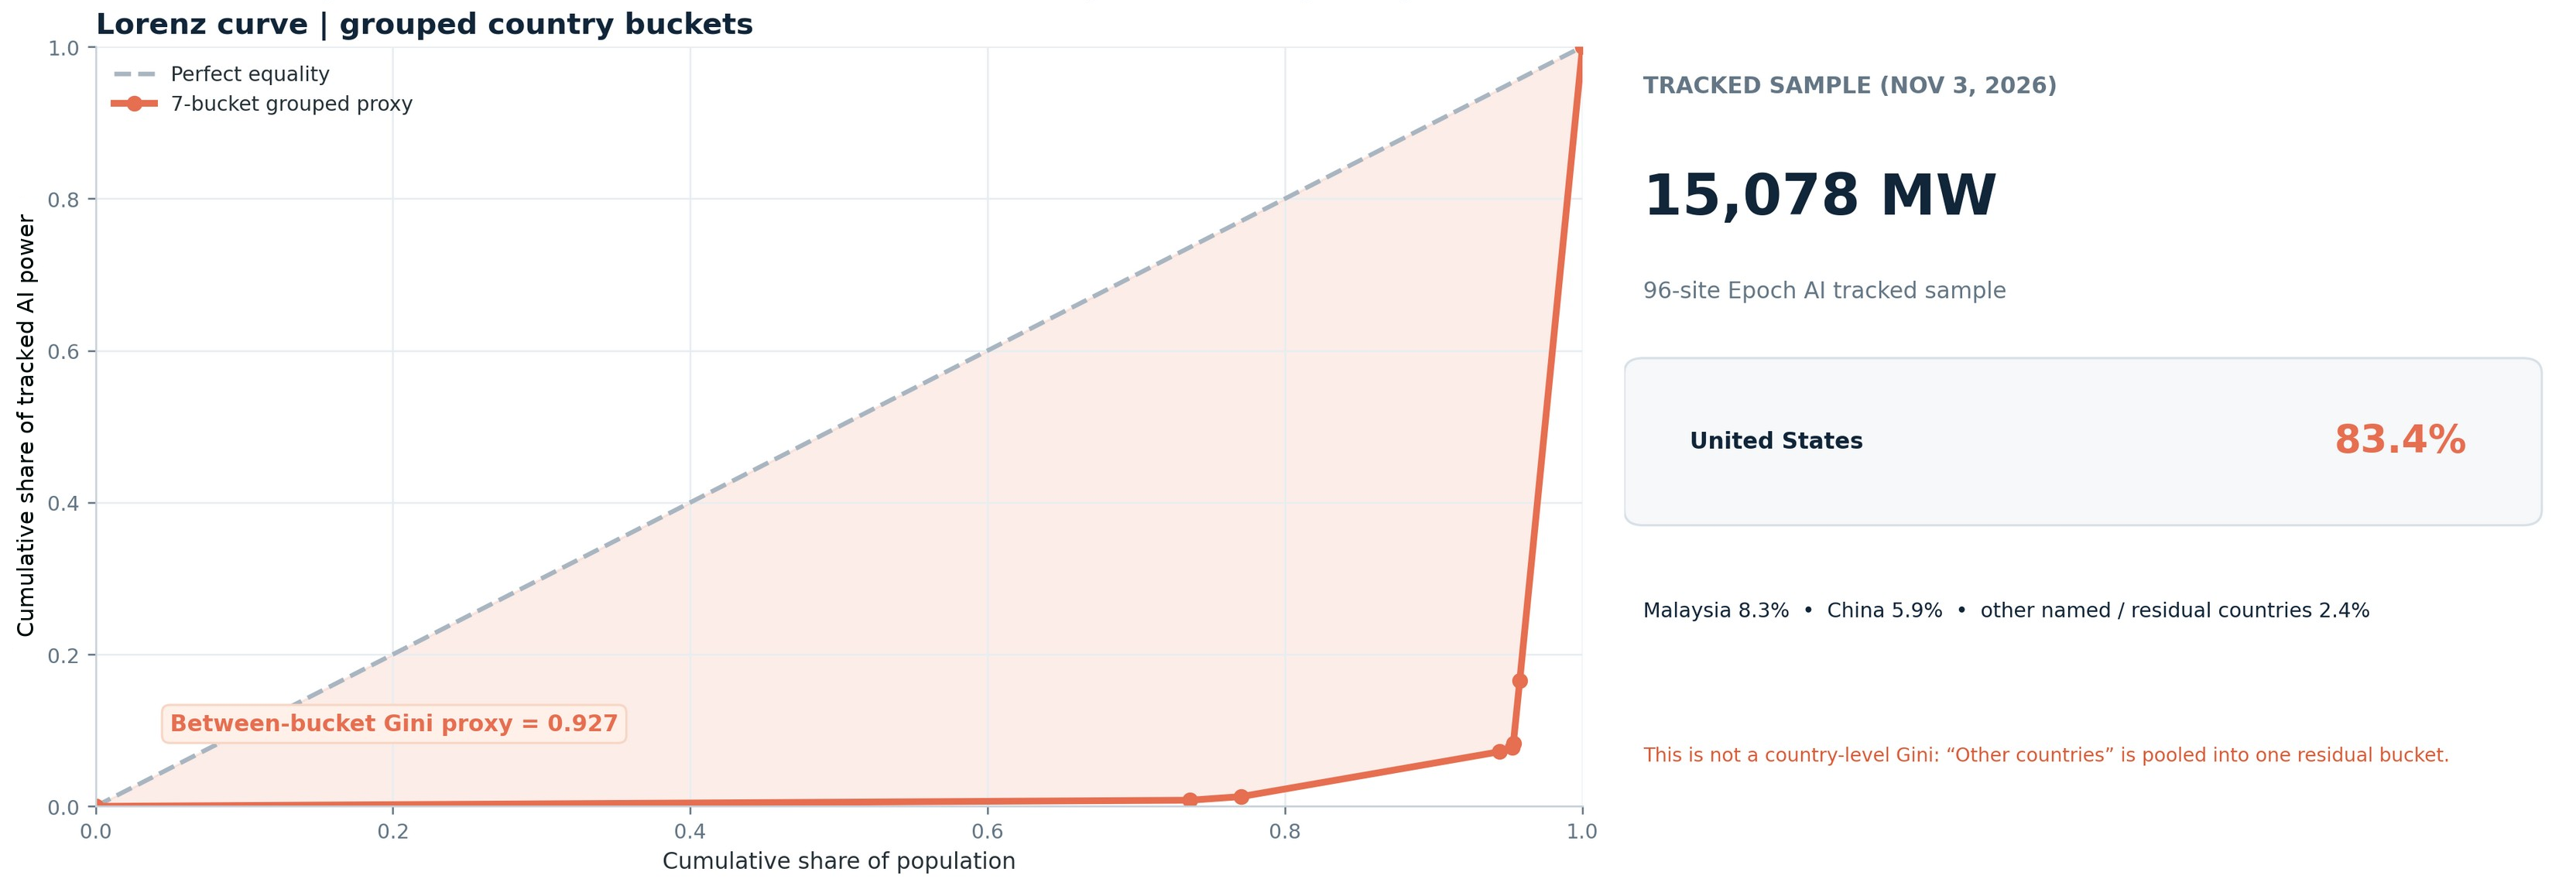 Lorenz curve | grouped country buckets
Perfect equality
7-bucket grouped proxy
Cumulative share of tracked AI power
1.0
0.8
0.6
0.4
0.2
0.0
Between-bucket Gini proxy = 0.927
0.0
0.2
0.4
0.6
0.8
1.0
Cumulative share of population
TRACKED SAMPLE (NOV 3, 2026)
15,078 MW
96-site Epoch AI tracked sample
United States
83.4%
Malaysia 8.3% • China 5.9% • other named / residual countries 2.4%
This is not a country-level Gini: “Other countries” is pooled into one residual bucket.